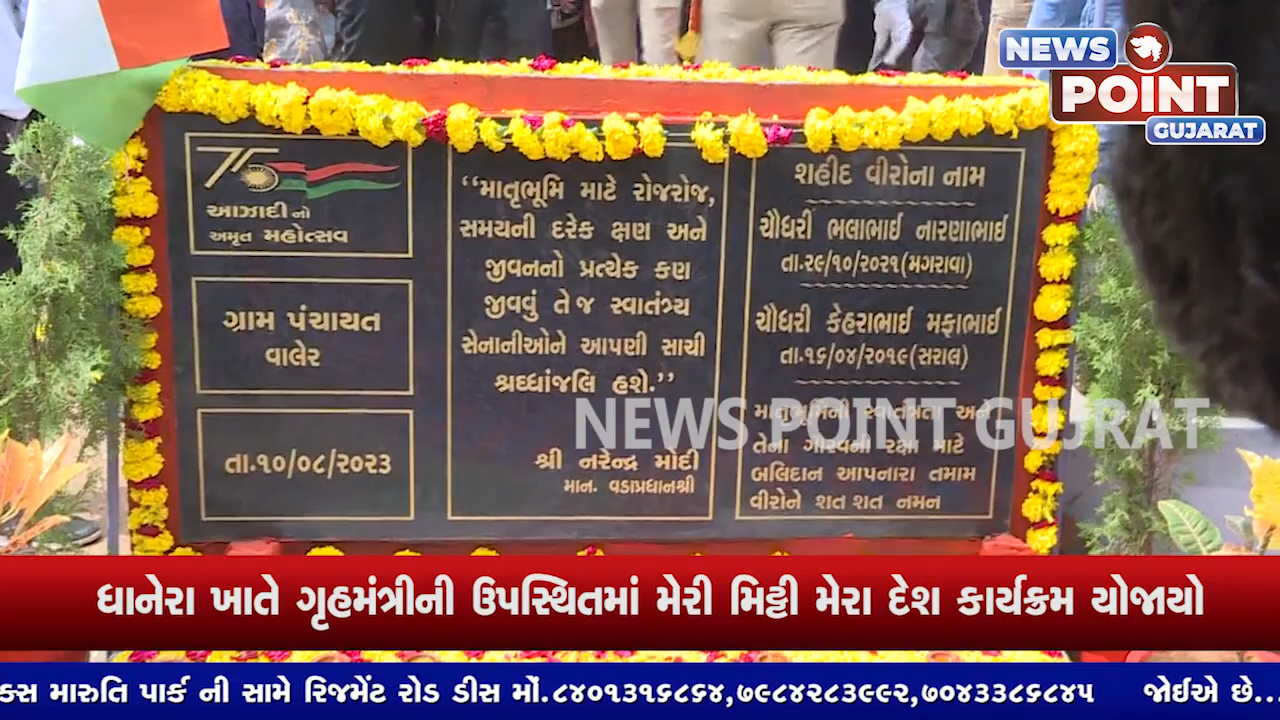 NEWS
POINT
GUJARAT
75
આઝાદી નો
અમૃત મહોત્સવ
ગ્રામ પંચાયત
વાલેર
તા.૧૦/૦૮/૨૦૨૩
“માતૃભૂમિ માટે રોજરોજ,
સમયની દરેક ક્ષણ અને
જીવનનો પ્રત્યેક કણ
જીવવું તે જ સ્વાતંત્ર્ય
સેનાનીઓને આપણી સાચી
શ્રધ્ધાંજલિ હશે.”
શ્રી નરેન્દ્ર મોદી
માન. વડાપ્રધાનશ્રી
શહીદ વીરોના નામ
ચૌધરી ભલાભાઈ નારણાભાઈ
તા.૨૯/૧૦/૨૦૨૧(મગરાવા)
ચૌધરી કેહરાભાઈ મફાભાઈ
તા.૧૬/૦૪/૨૦૧૯(સરાલ)
માતૃભૂમિની સ્વાતંત્રતા અને
તેના ગૌરવની રક્ષા માટે
બલિદાન આપનારા તમામ
વીરોને શત શત નમન
NEWS POINT GUJRAT
ધાનેરા ખાતે ગૃહમંત્રીની ઉપસ્થિતમાં મેરી મિટ્ટી મેરા દેશ કાર્યક્રમ યોજાયો
ક્સ મારુતિ પાર્ક ની સામે રિજમેંટ રોડ ડીસ મોં.૮૪૦૧૩૧૬૮૬૪,૭૯૮૪૨૮૩૯૯૨,૭૦૪૩૩૮૬૮૪૫ જોઈએ છે..